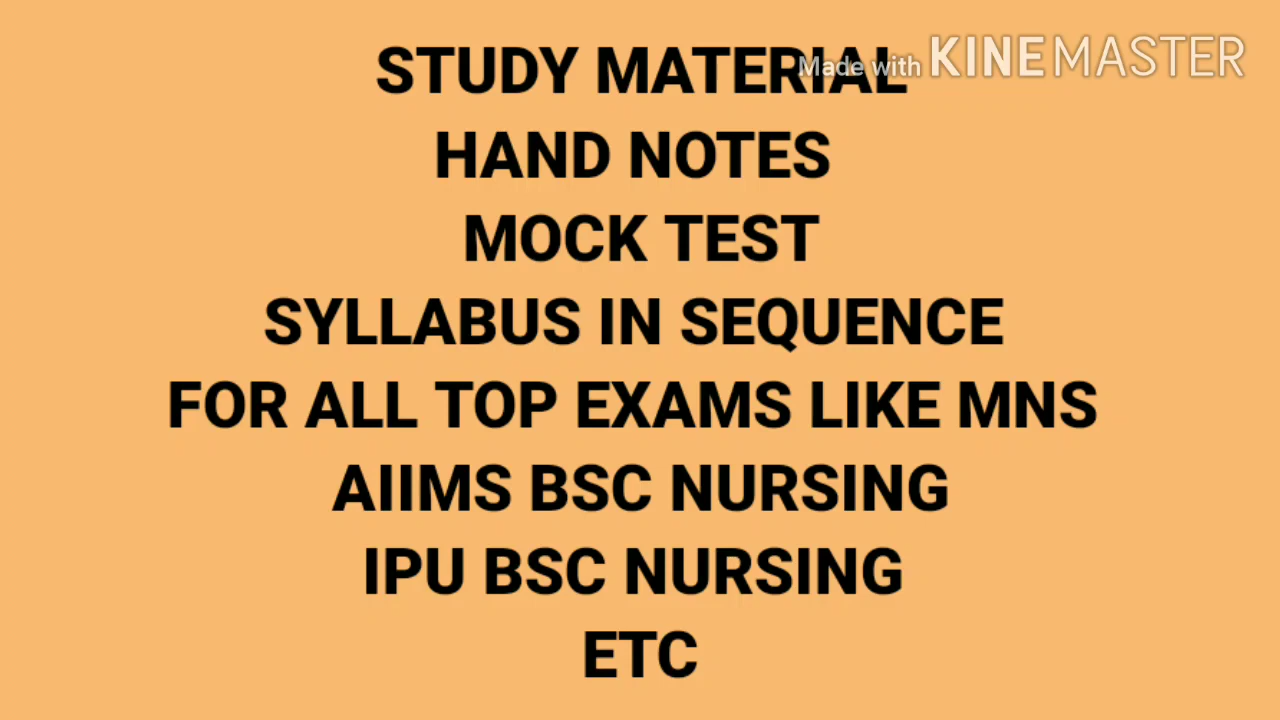 STUDY MATERIAL
Made with KINEMASTER
HAND NOTES
MOCK TEST
SYLLABUS IN SEQUENCE
FOR ALL TOP EXAMS LIKE MNS
AIIMS BSC NURSING
IPU BSC NURSING
ETC